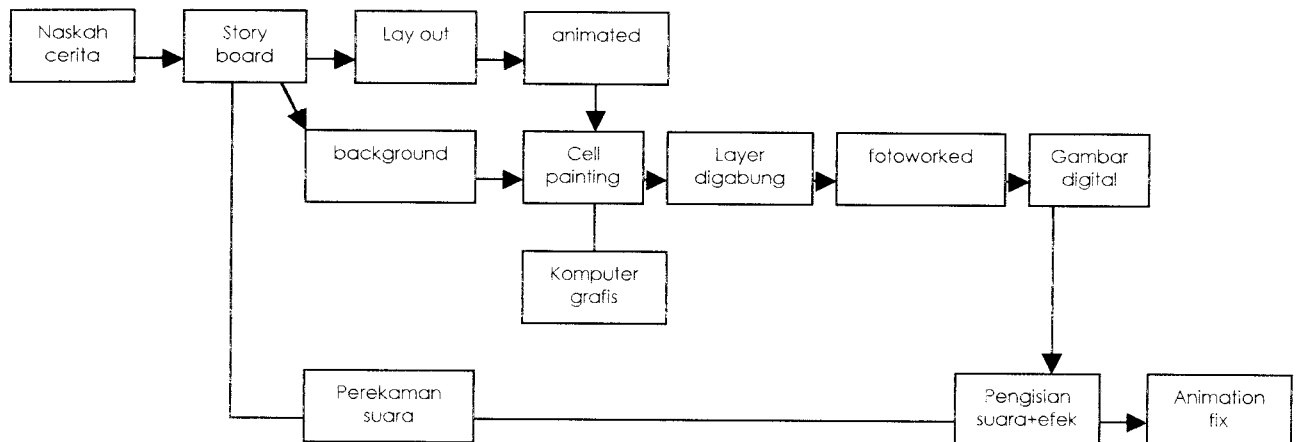 Naskah
cerita
Story
board
Lay out
animated
background
Cell
painting
Layer
digabung
fotoworked
Gambar
digital
Komputer
grafis
Perekaman
suara
Pengisian
suara+efek
Animation
fix